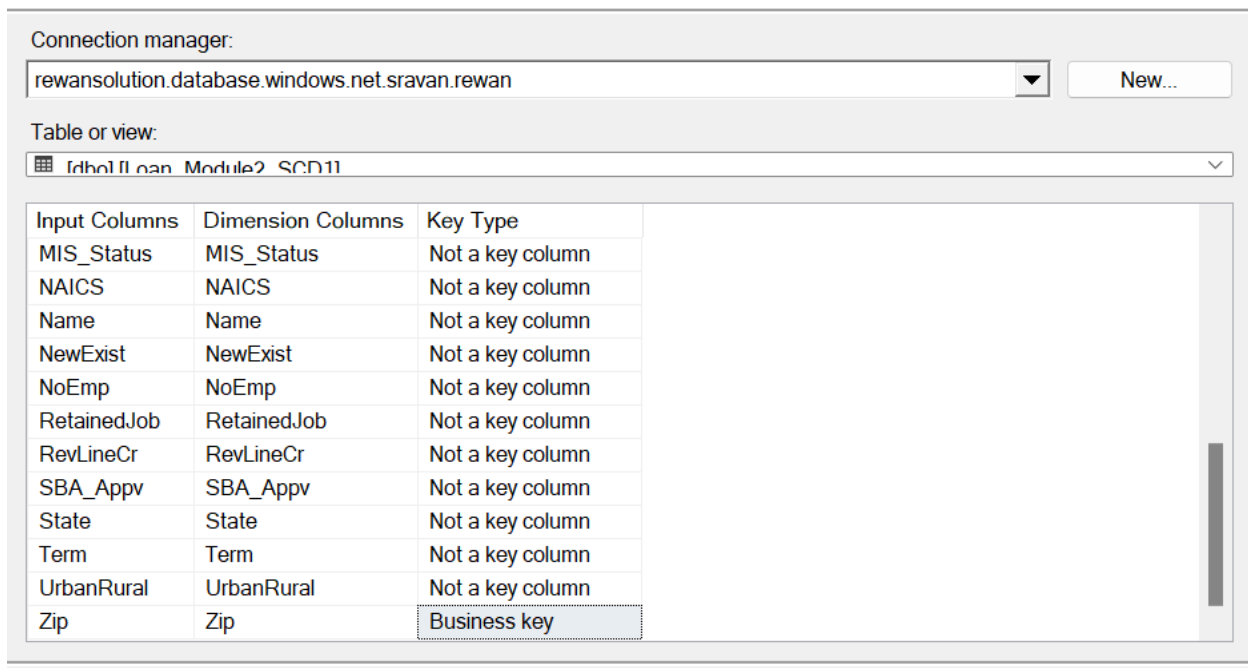 Connection manager:
rewansolution.database.windows.net.sravan.rewan New...
Table or view:
[dbo].[Loan_Module2_SCD1]
Input Columns Dimension Columns Key Type
MIS_Status MIS_Status Not a key column
NAICS NAICS Not a key column
Name Name Not a key column
NewExist NewExist Not a key column
NoEmp NoEmp Not a key column
RetainedJob RetainedJob Not a key column
RevLineCr RevLineCr Not a key column
SBA_Appv SBA_Appv Not a key column
State State Not a key column
Term Term Not a key column
UrbanRural UrbanRural Not a key column
Zip Zip Business key